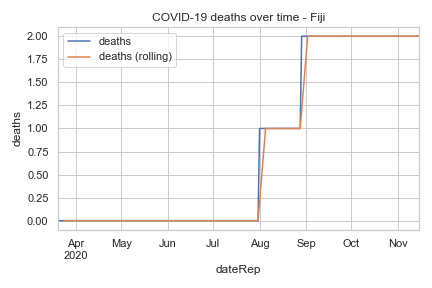 COVID-19 deaths over time - Fiji
deaths
deaths (rolling)
2.00
1.75
1.50
1.25
1.00
0.75
0.50
0.25
0.00
deaths
Apr May Jun Jul Aug Sep Oct Nov
2020
dateRep